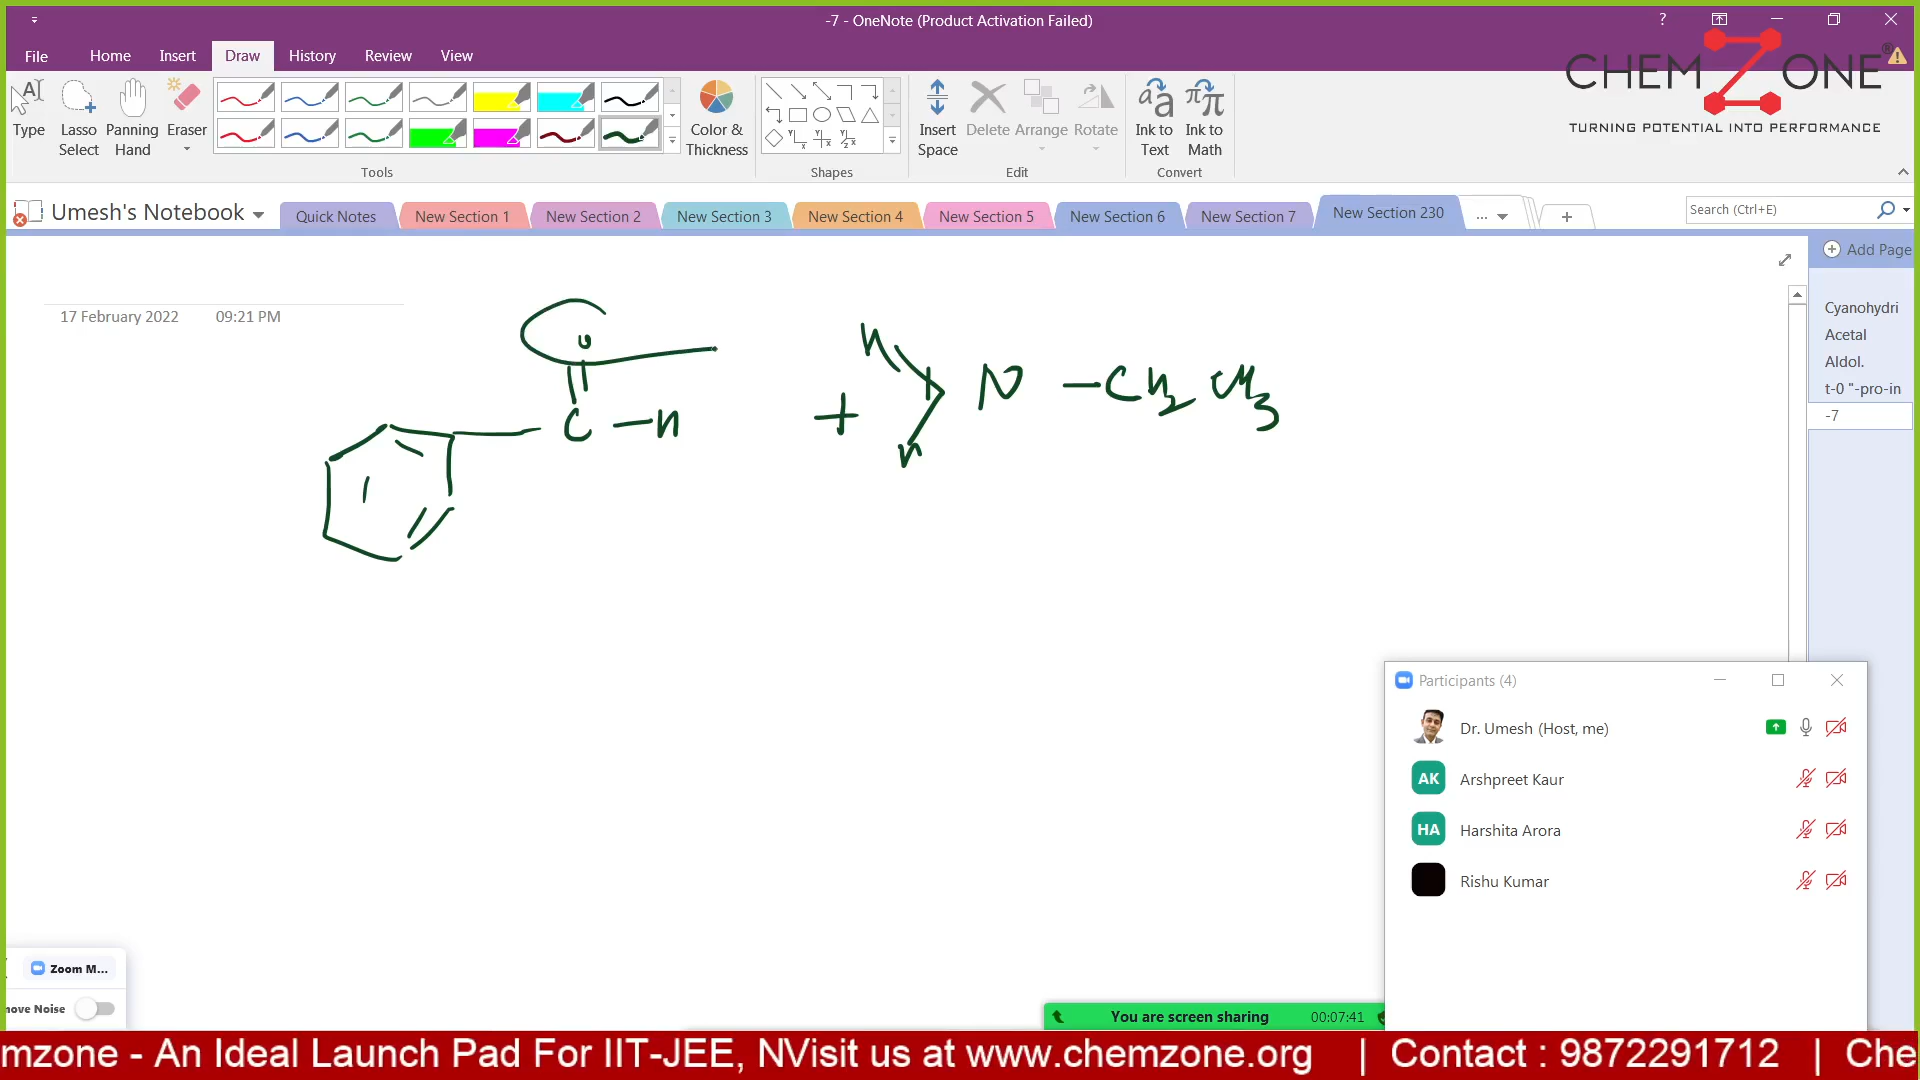 -7 - OneNote (Product Activation Failed)
?
File Home Insert Draw History Review View
CHEMZONE®
TURNING POTENTIAL INTO PERFORMANCE
Type
Lasso Select
Panning Hand
Eraser
Color & Thickness
Insert Space
Delete
Arrange
Rotate
Ink to Text
Ink to Math
Tools
Shapes
Edit
Convert
Umesh's Notebook
Quick Notes New Section 1 New Section 2 New Section 3 New Section 4 New Section 5 New Section 6 New Section 7 New Section 230 ... +
Search (Ctrl+E)
Add Page
Cyanohydri
Acetal
Aldol.
t-0 "-pro-in
-7
17 February 2022 09:21 PM
O
C - H
+
H
H
N - CH2 CH3
Participants (4)
Dr. Umesh (Host, me)
AK Arshpreet Kaur
HA Harshita Arora
Rishu Kumar
Zoom M...
nove Noise
You are screen sharing 00:07:41
mzone - An Ideal Launch Pad For IIT-JEE, NVisit us at www.chemzone.org | Contact : 9872291712 | Che